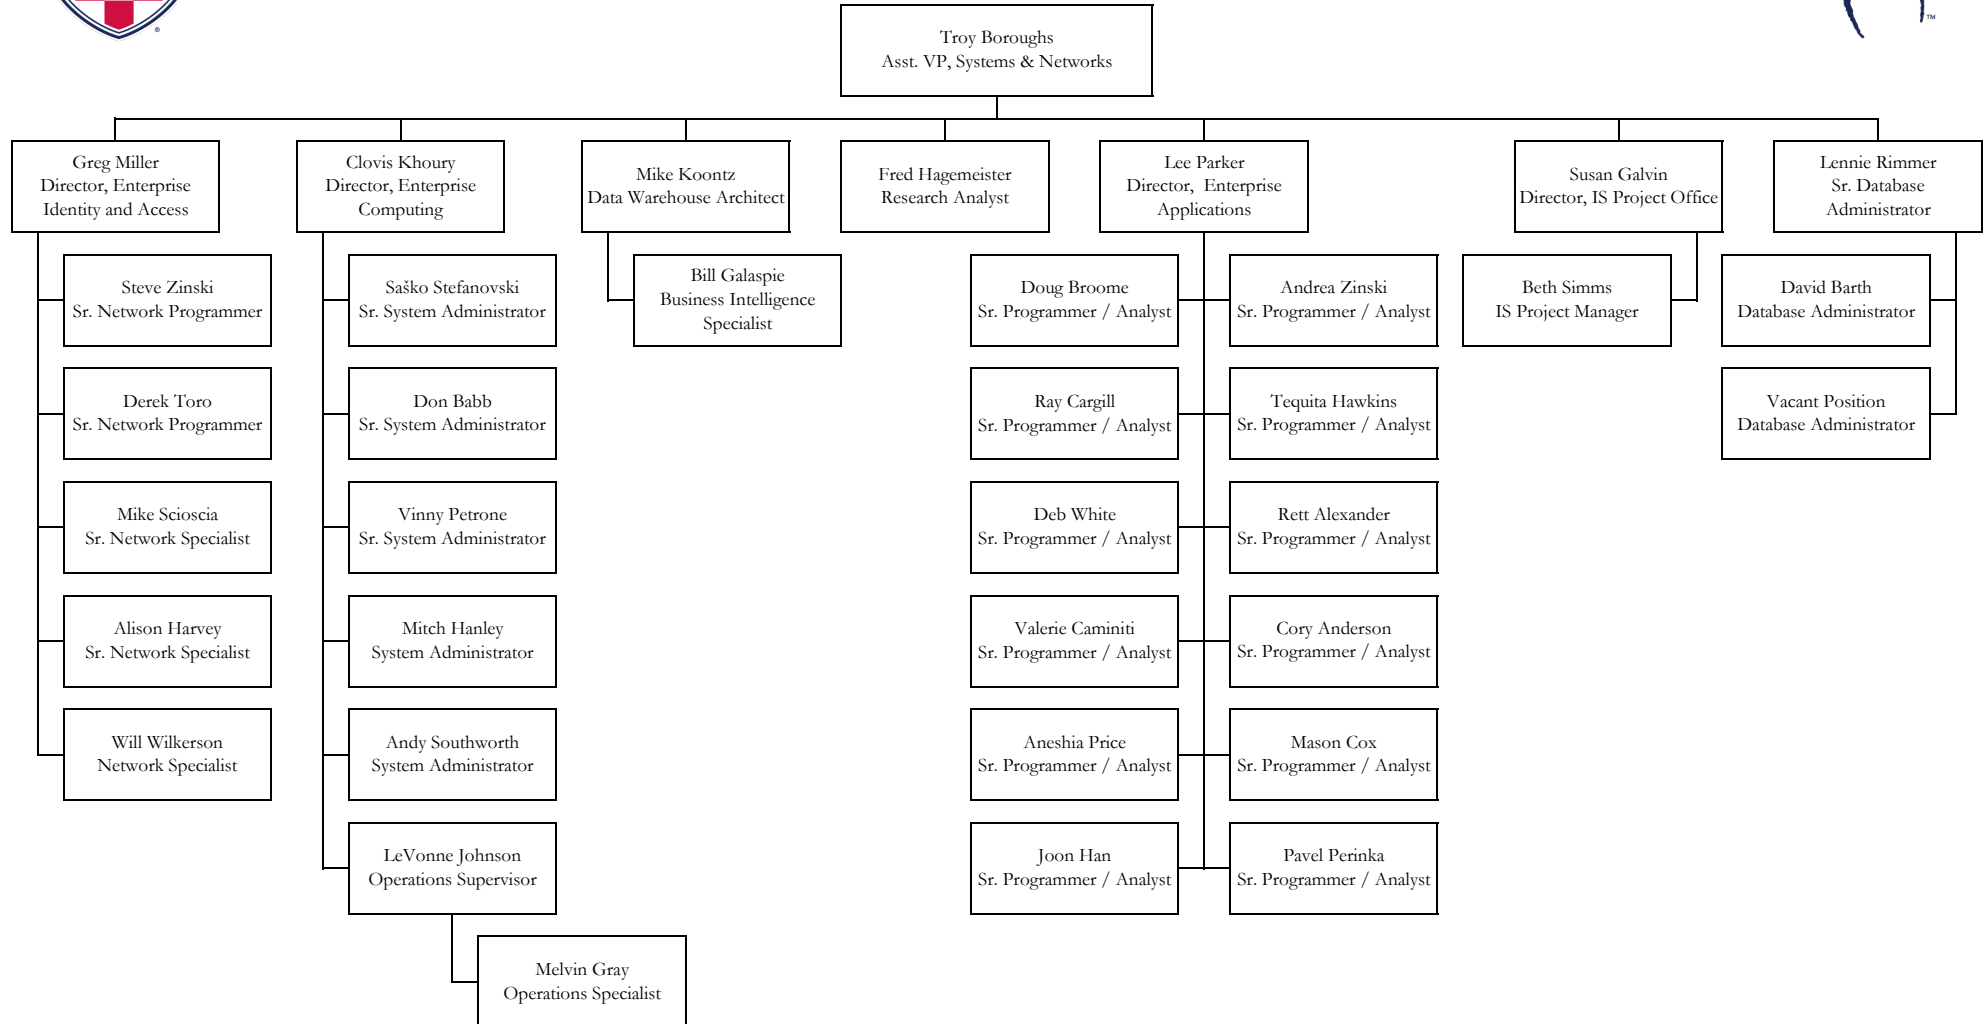 ®
TM
Troy Boroughs
Asst. VP, Systems & Networks
Greg Miller
Director, Enterprise
Identity and Access
Clovis Khoury
Director, Enterprise
Computing
Mike Koontz
Data Warehouse Architect
Fred Hagemeister
Research Analyst
Lee Parker
Director, Enterprise
Applications
Susan Galvin
Director, IS Project Office
Lennie Rimmer
Sr. Database
Administrator
Steve Zinski
Sr. Network Programmer
Derek Toro
Sr. Network Programmer
Mike Scioscia
Sr. Network Specialist
Alison Harvey
Sr. Network Specialist
Will Wilkerson
Network Specialist
Saško Stefanovski
Sr. System Administrator
Don Babb
Sr. System Administrator
Vinny Petrone
Sr. System Administrator
Mitch Hanley
System Administrator
Andy Southworth
System Administrator
LeVonne Johnson
Operations Supervisor
Melvin Gray
Operations Specialist
Bill Galaspie
Business Intelligence
Specialist
Doug Broome
Sr. Programmer / Analyst
Andrea Zinski
Sr. Programmer / Analyst
Ray Cargill
Sr. Programmer / Analyst
Tequita Hawkins
Sr. Programmer / Analyst
Deb White
Sr. Programmer / Analyst
Rett Alexander
Sr. Programmer / Analyst
Valerie Caminiti
Sr. Programmer / Analyst
Cory Anderson
Sr. Programmer / Analyst
Aneshia Price
Sr. Programmer / Analyst
Mason Cox
Sr. Programmer / Analyst
Joon Han
Sr. Programmer / Analyst
Pavel Perinka
Sr. Programmer / Analyst
Beth Simms
IS Project Manager
David Barth
Database Administrator
Vacant Position
Database Administrator